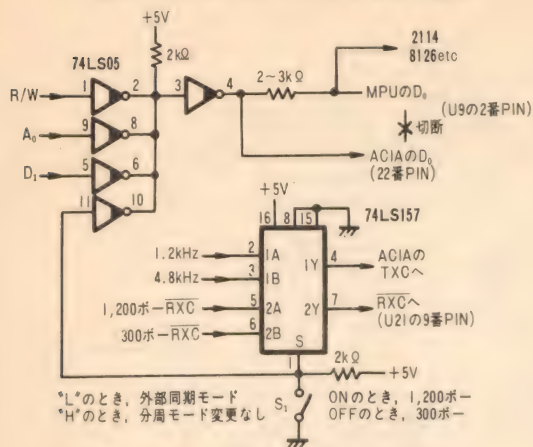 +5V
74LS05
2kΩ
2114
8126etc
R/W
1
2
3
4
2~3kΩ
MPUのD₀
(U9の2番PIN)
A₀
9
8
切断
D₁
5
6
ACIAのD₀
(22番PIN)
11
10
+5V
16
8
15
74LS157
1.2kHz
2
1A
1Y
4
ACIAの
TXCへ
4.8kHz
3
1B
1,200ボーRXC
5
2A
2Y
7
RXCへ
(U21の9番PIN)
300ボーRXC
6
2B
S
1
2kΩ
+5V
"L"のとき,外部同期モード
"H"のとき,分周モード変更なし
S₁
ONのとき,1,200ボー
OFFのとき,300ボー